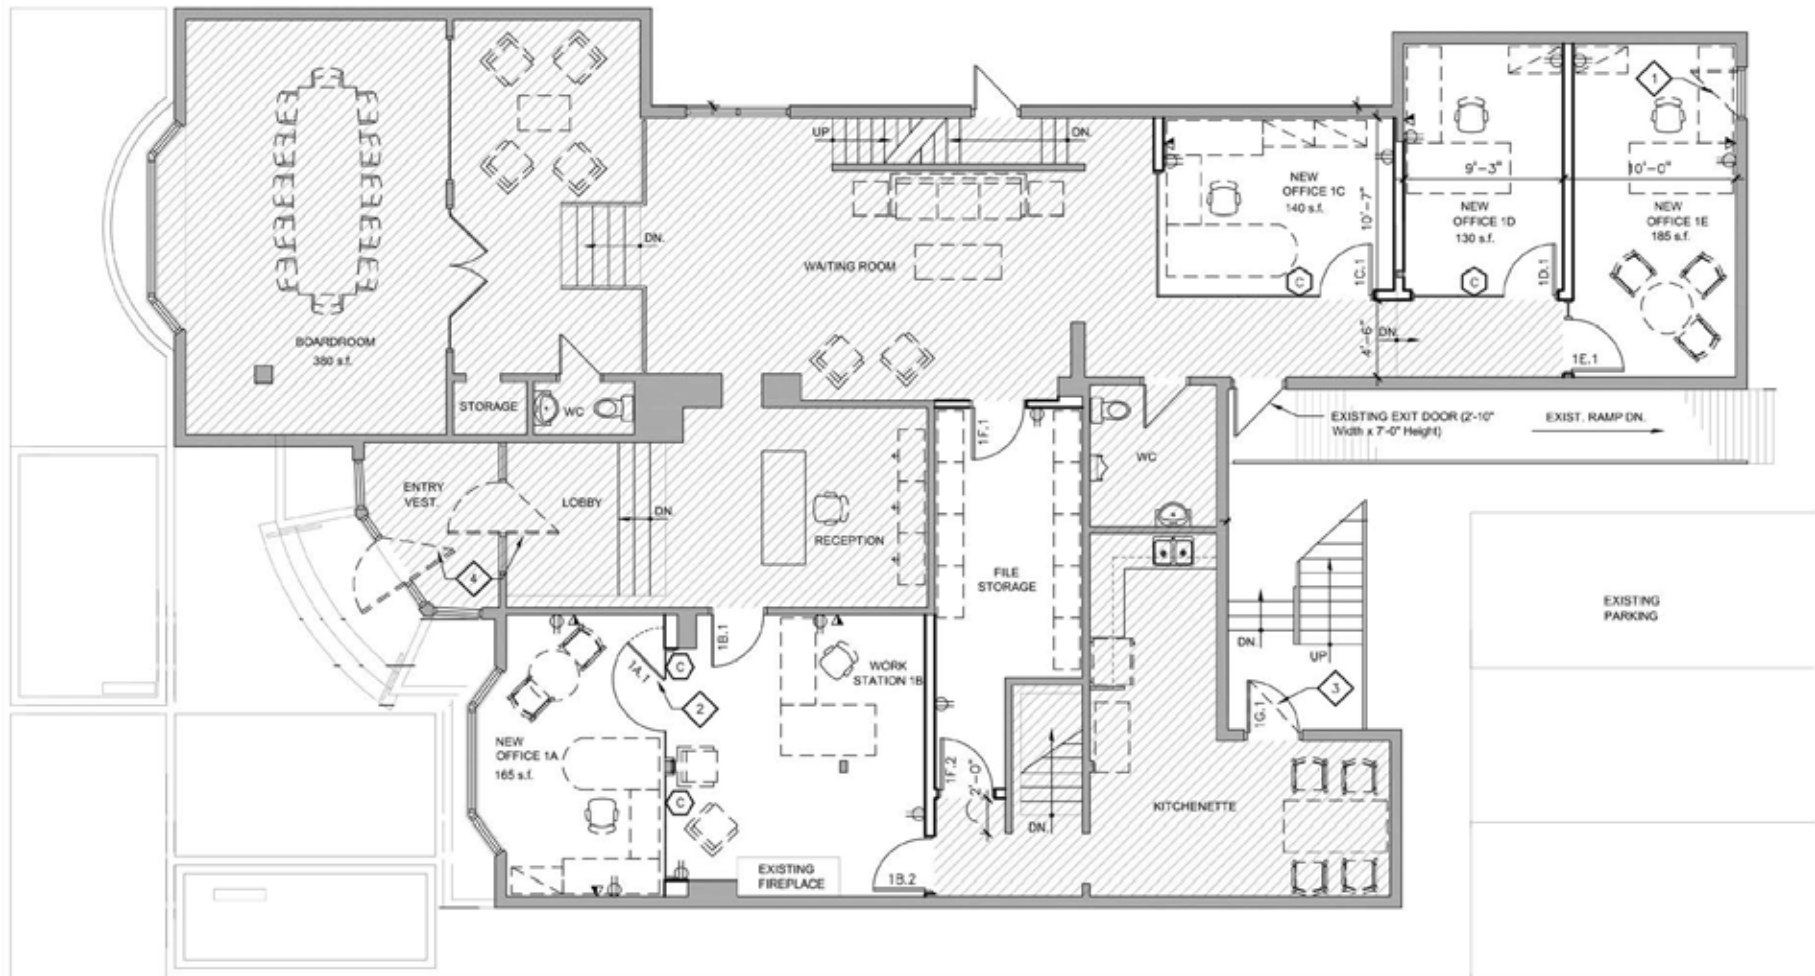 UP
DN.
1
NEW
OFFICE 1C
140 s.f.
10'-7"
9'-3"
10'-0"
NEW
OFFICE 1D
130 s.f.
NEW
OFFICE 1E
185 s.f.
DN.
WAITING ROOM
C
1C.1
C
1D.1
BOARDROOM
380 s.f.
4'-6"
DN.
1E.1
STORAGE
WC
1F.1
EXISTING EXIT DOOR (2'-10"
Width x 7'-0" Height)
EXIST. RAMP DN.
WC
ENTRY
VEST.
LOBBY
DN.
RECEPTION
4
FILE
STORAGE
EXISTING
PARKING
1B.1
DN.
UP
1A.1
C
WORK
STATION 1B
2
3
1G.1
NEW
OFFICE 1A
165 s.f.
1F.2
2'-0"
C
KITCHENETTE
DN.
EXISTING
FIREPLACE
1B.2